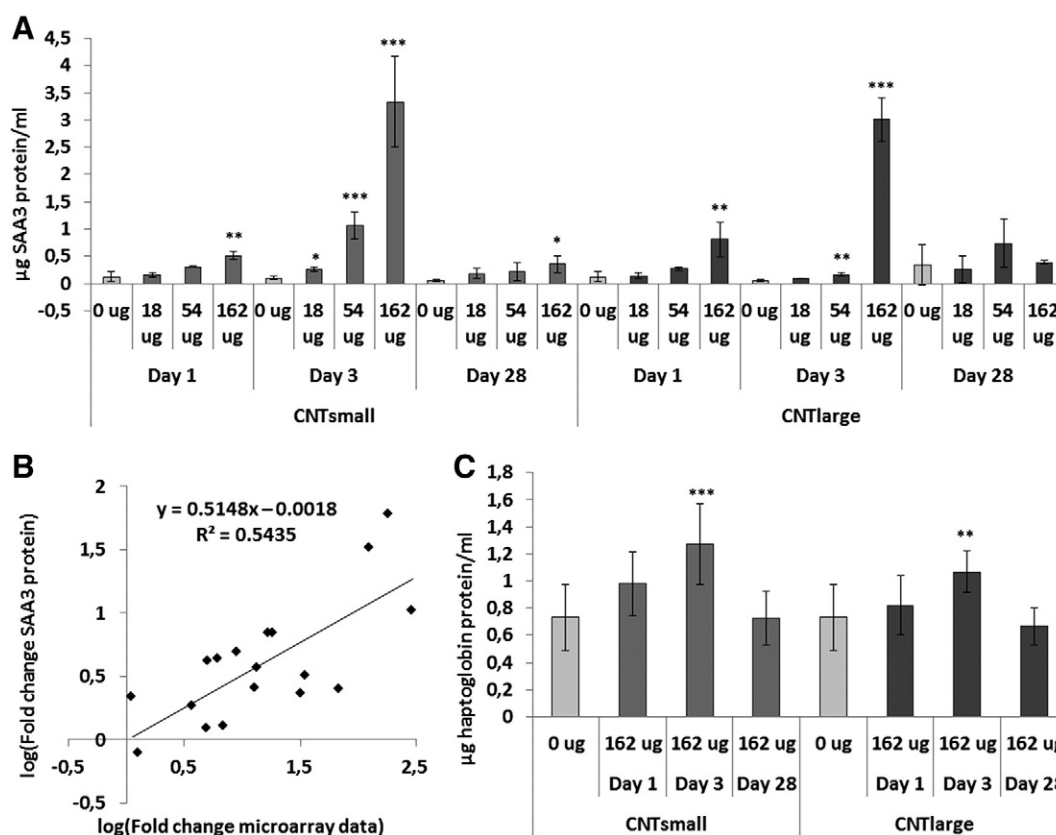 A
4,5
4
3,5
3
2,5
2
1,5
1
0,5
0
-0,5
µg SAA3 protein/ml
** * *** *** * ** ** ***
0 ug 18 ug 54 ug 162 ug 0 ug 18 ug 54 ug 162 ug 0 ug 18 ug 54 ug 162 ug 0 ug 18 ug 54 ug 162 ug 0 ug 18 ug 54 ug 162 ug 0 ug 18 ug 54 ug 162 ug
Day 1 Day 3 Day 28 Day 1 Day 3 Day 28
CNTsmall CNTlarge
B
2
1,5
1
0,5
0
-0,5
-0,5 0,5 1,5 2,5
y = 0.5148x−0.0018
R² = 0.5435
log(Fold change SAA3 protein)
log(Fold change microarray data)
C
1,8
1,6
1,4
1,2
1
0,8
0,6
0,4
0,2
0
µg haptoglobin protein/ml
*** **
0 ug 162 ug 162 ug 162 ug 0 ug 162 ug 162 ug 162 ug
Day 1 Day 3 Day 28 Day 1 Day 3 Day 28
CNTsmall CNTlarge